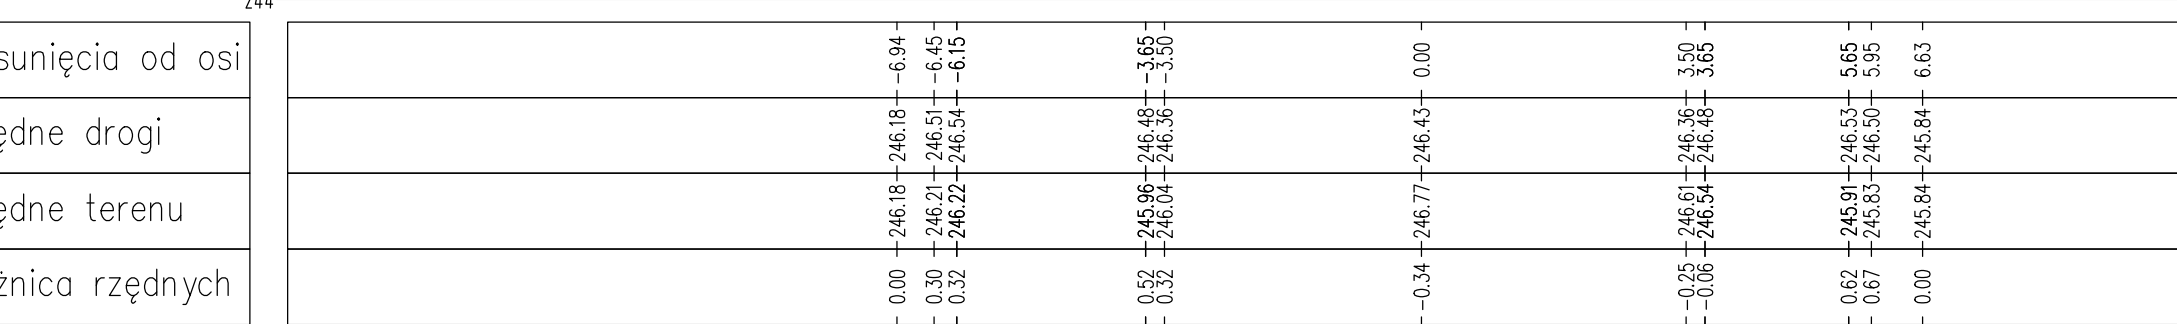 244
sunięcia od osi -6.94 -6.45 -6.15 -3.65 -3.50 0.00 3.50 3.65 5.65 5.95 6.63
ędne drogi 246.18 246.51 246.54 246.48 246.36 246.43 246.36 246.48 246.53 246.50 245.84
ędne terenu 246.18 246.21 246.22 245.96 246.04 246.77 246.61 246.54 245.91 245.83 245.84
żnica rzędnych 0.00 0.30 0.32 0.52 0.32 -0.34 -0.25 -0.06 0.62 0.67 0.00